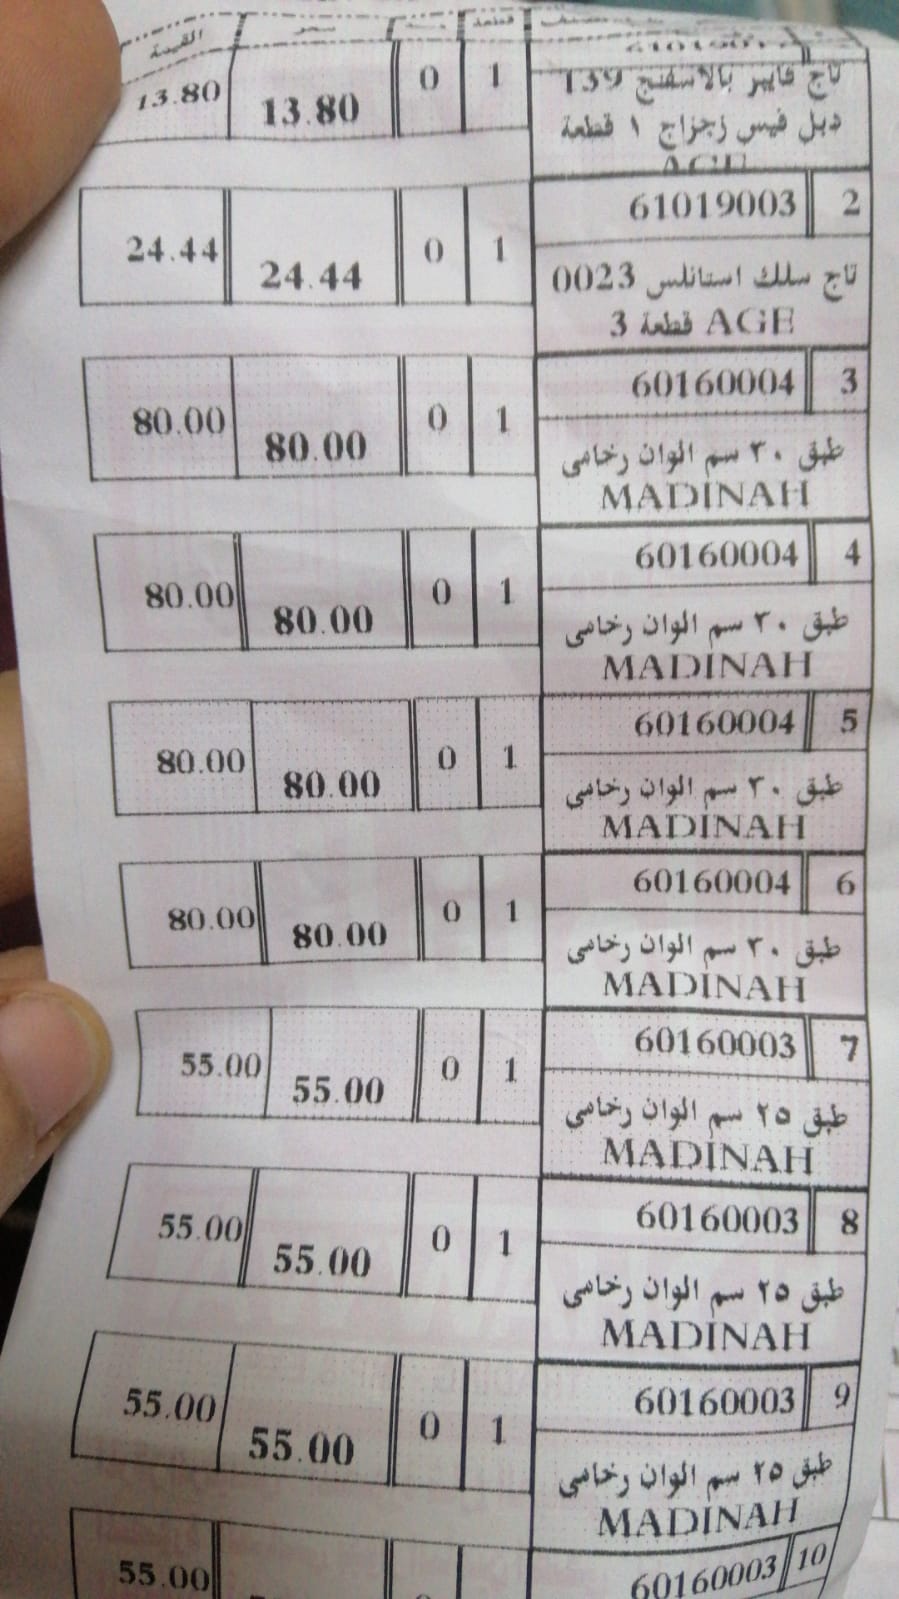 القيمة سعر قطعة
13.80 13.80 0 1
تاج فايبر بالاسفنج 139
دبل فيس زجزاج ١ قطعة
AGE
61019003 2
24.44 24.44 0 1
تاج سلك استانلس 0023
AGE قطعة 3
60160004 3
80.00 80.00 0 1
طبق ٣٠ سم الوان رخامى
MADINAH
60160004 4
80.00 80.00 0 1
طبق ٣٠ سم الوان رخامى
MADINAH
60160004 5
80.00 80.00 0 1
طبق ٣٠ سم الوان رخامى
MADINAH
60160004 6
80.00 80.00 0 1
طبق ٣٠ سم الوان رخامى
MADINAH
60160003 7
55.00 55.00 0 1
طبق ٢٥ سم الوان رخامى
MADINAH
60160003 8
55.00 55.00 0 1
طبق ٢٥ سم الوان رخامى
MADINAH
60160003 9
55.00 55.00 0 1
طبق ٢٥ سم الوان رخامى
MADINAH
60160003 10
55.00